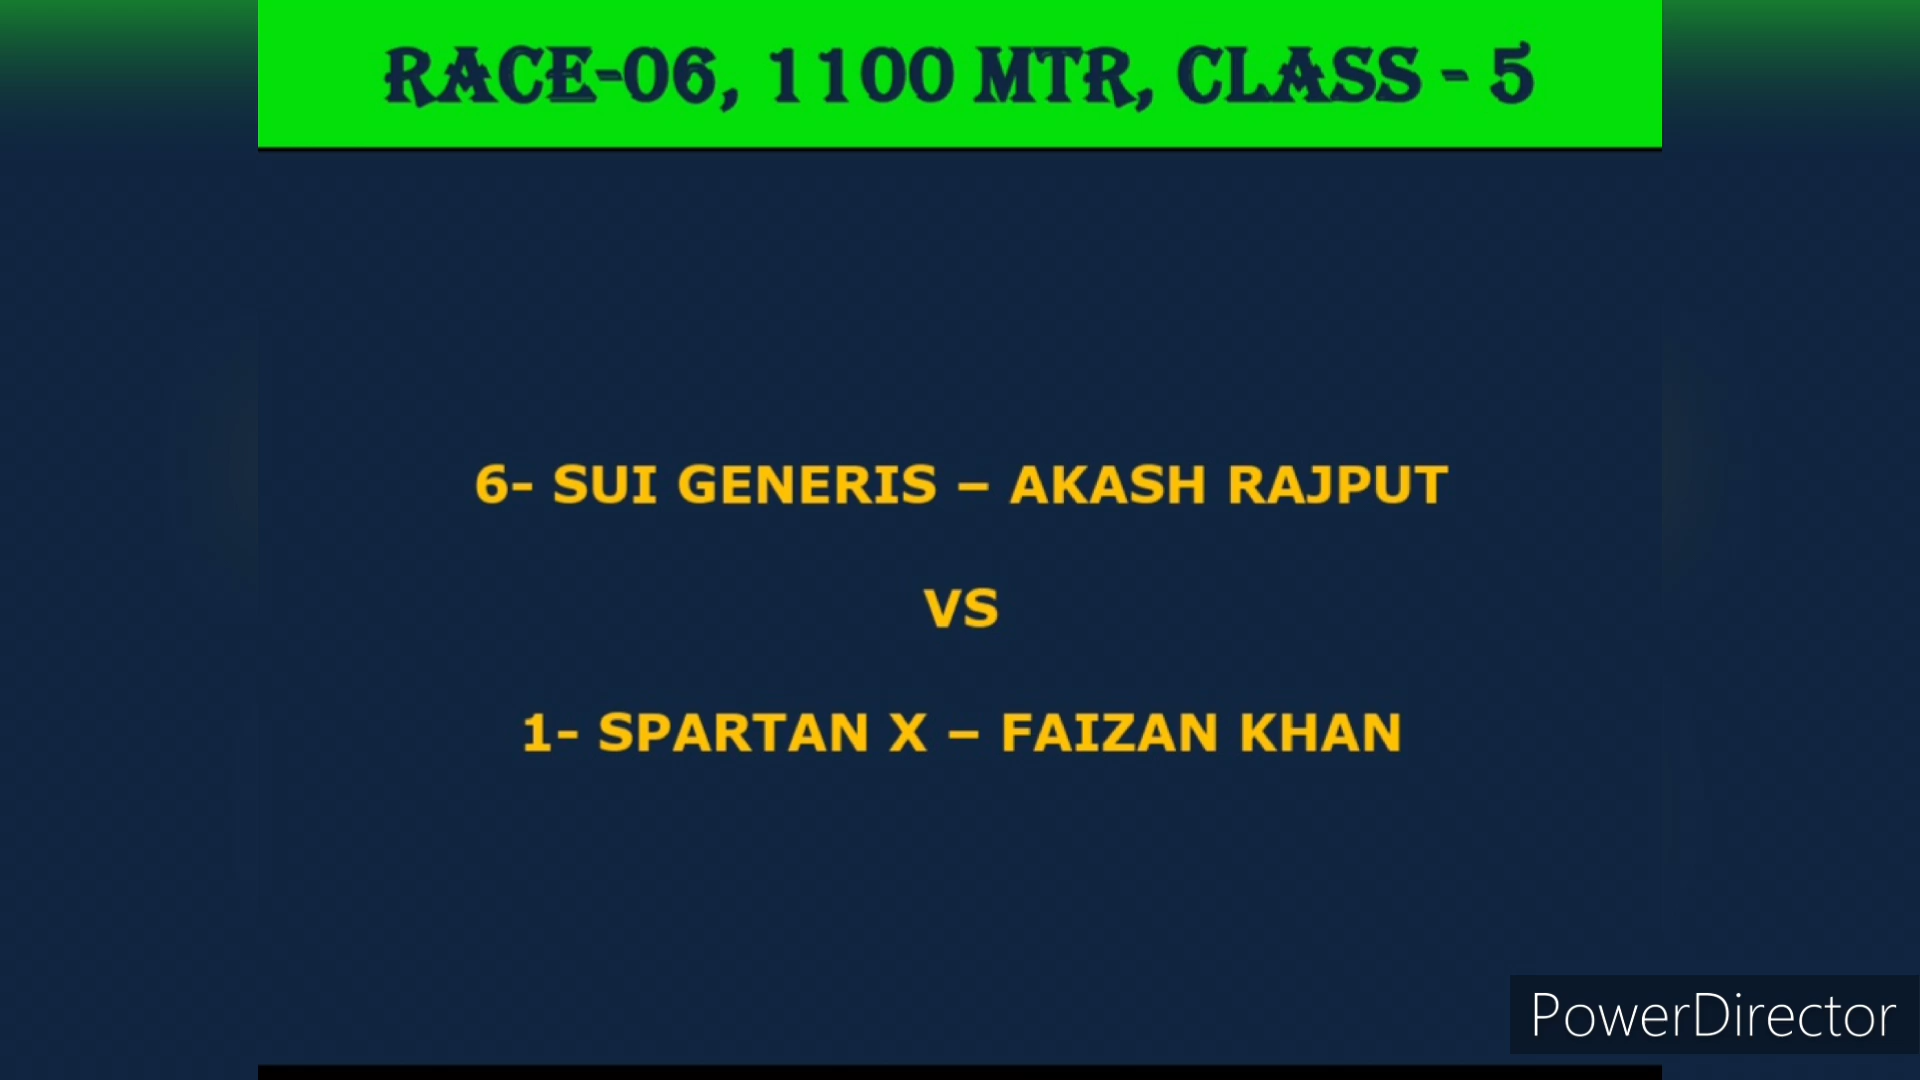 RACE-06, 1100 MTR, CLASS - 5
6- SUI GENERIS – AKASH RAJPUT
VS
1- SPARTAN X – FAIZAN KHAN
PowerDirector